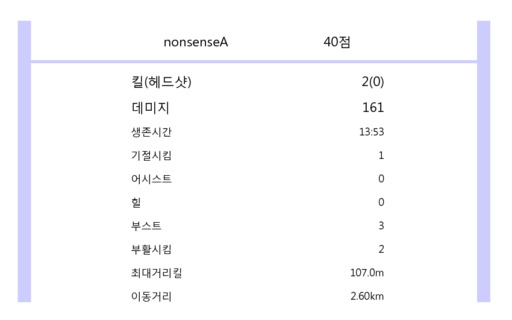 nonsenseA 40점
킬(헤드샷) 2(0)
데미지 161
생존시간 13:53
기절시킴 1
어시스트 0
힐 0
부스트 3
부활시킴 2
최대거리킬 107.0m
이동거리 2.60km